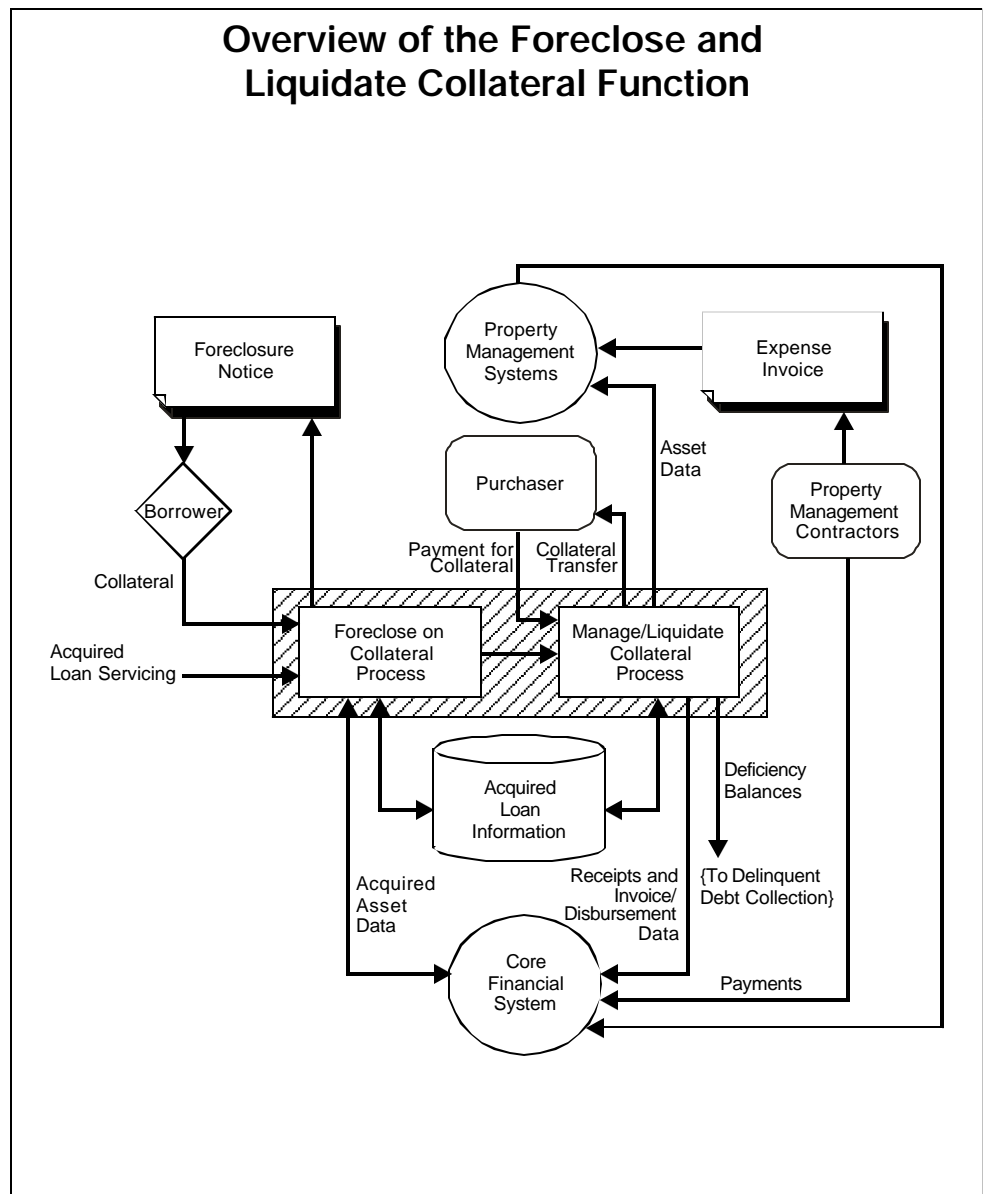 Overview of the Foreclose and
Liquidate Collateral Function
Foreclosure
Notice
Property
Management
Systems
Expense
Invoice
Asset
Data
Purchaser
Borrower
Property
Management
Contractors
Payment for
Collateral
Collateral
Transfer
Collateral
Foreclose on
Collateral
Process
Manage/Liquidate
Collateral
Process
Acquired
Loan Servicing
Acquired
Loan
Information
Deficiency
Balances
{To Delinquent
Debt Collection}
Acquired
Asset
Data
Receipts and
Invoice/
Disbursement
Data
Core
Financial
System
Payments